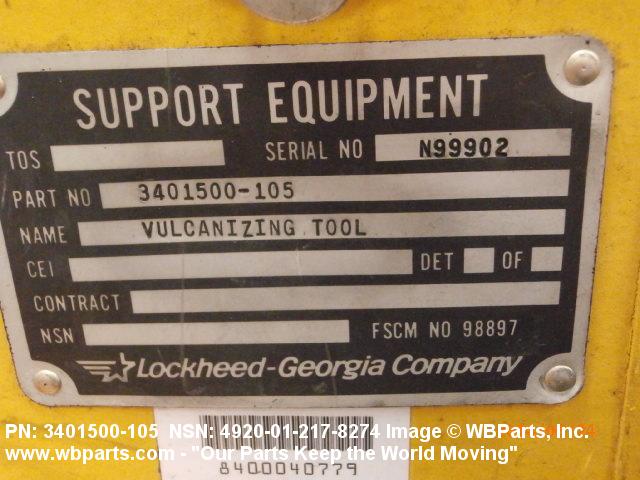 SUPPORT EQUIPMENT
TOS SERIAL NO N99902
PART NO 3401500-105
NAME VULCANIZING TOOL
CEI DET OF
CONTRACT
NSN FSCM NO 98897
Lockheed-Georgia Company
PN: 3401500-105 NSN: 4920-01-217-8274 Image © WBParts, Inc.
www.wbparts.com - "Our Parts Keep the World Moving"
8400040779